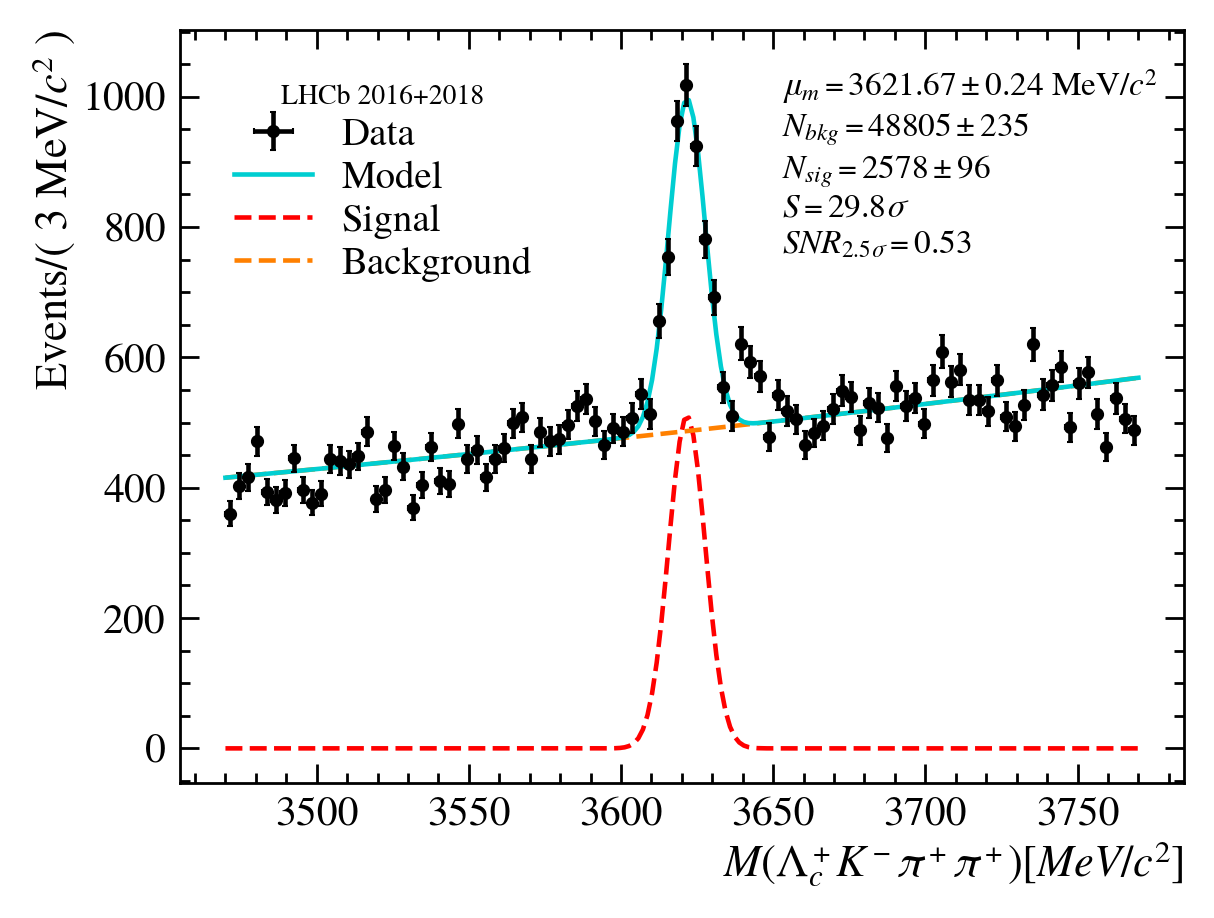 Events/( 3 MeV/c² )
1000
800
600
400
200
0
LHCb 2016+2018
Data
Model
Signal
Background
μ_m = 3621.67 ± 0.24 MeV/c²
N_bkg = 48805 ± 235
N_sig = 2578 ± 96
S = 29.8σ
SNR_2.5σ = 0.53
3500 3550 3600 3650 3700 3750
M(Λ_c⁺K⁻π⁺π⁺)[MeV/c²]